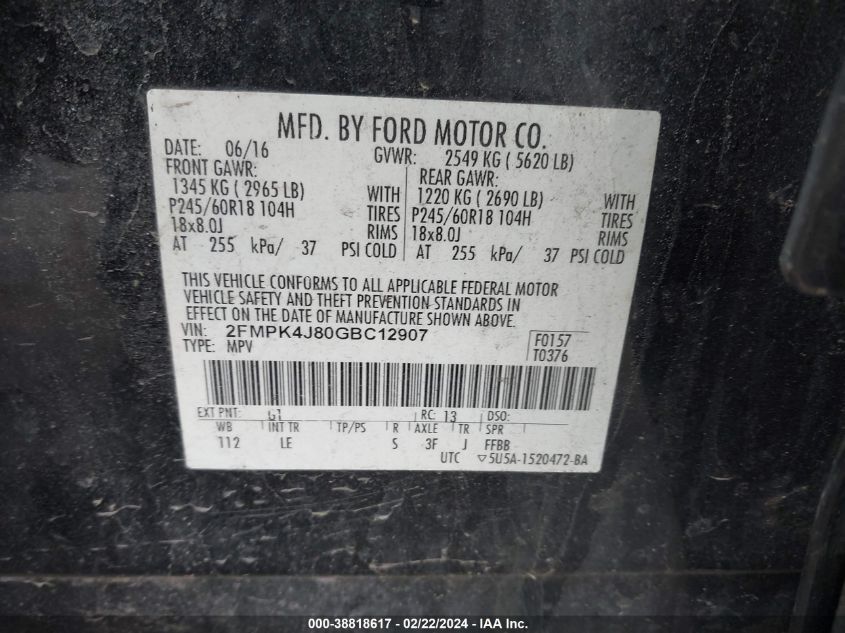 MFD. BY FORD MOTOR CO.
DATE: 06/16 GVWR: 2549 KG ( 5620 LB)
FRONT GAWR: REAR GAWR:
1345 KG ( 2965 LB) WITH 1220 KG ( 2690 LB) WITH
P245/60R18 104H TIRES P245/60R18 104H TIRES
18x8.0J RIMS 18x8.0J RIMS
AT 255 kPa/ 37 PSI COLD AT 255 kPa/ 37 PSI COLD
THIS VEHICLE CONFORMS TO ALL APPLICABLE FEDERAL MOTOR
VEHICLE SAFETY AND THEFT PREVENTION STANDARDS IN
EFFECT ON THE DATE OF MANUFACTURE SHOWN ABOVE.
VIN: 2FMPK4J80GBC12907 F0157
TYPE: MPV T0376
EXT PNT: G1 RC: 13 DSO:
WB INT TR TP/PS R AXLE TR SPR
112 LE S 3F J FFBB
UTC ▽5U5A-1520472-BA
000-38818617 - 02/22/2024 - IAAI.COM